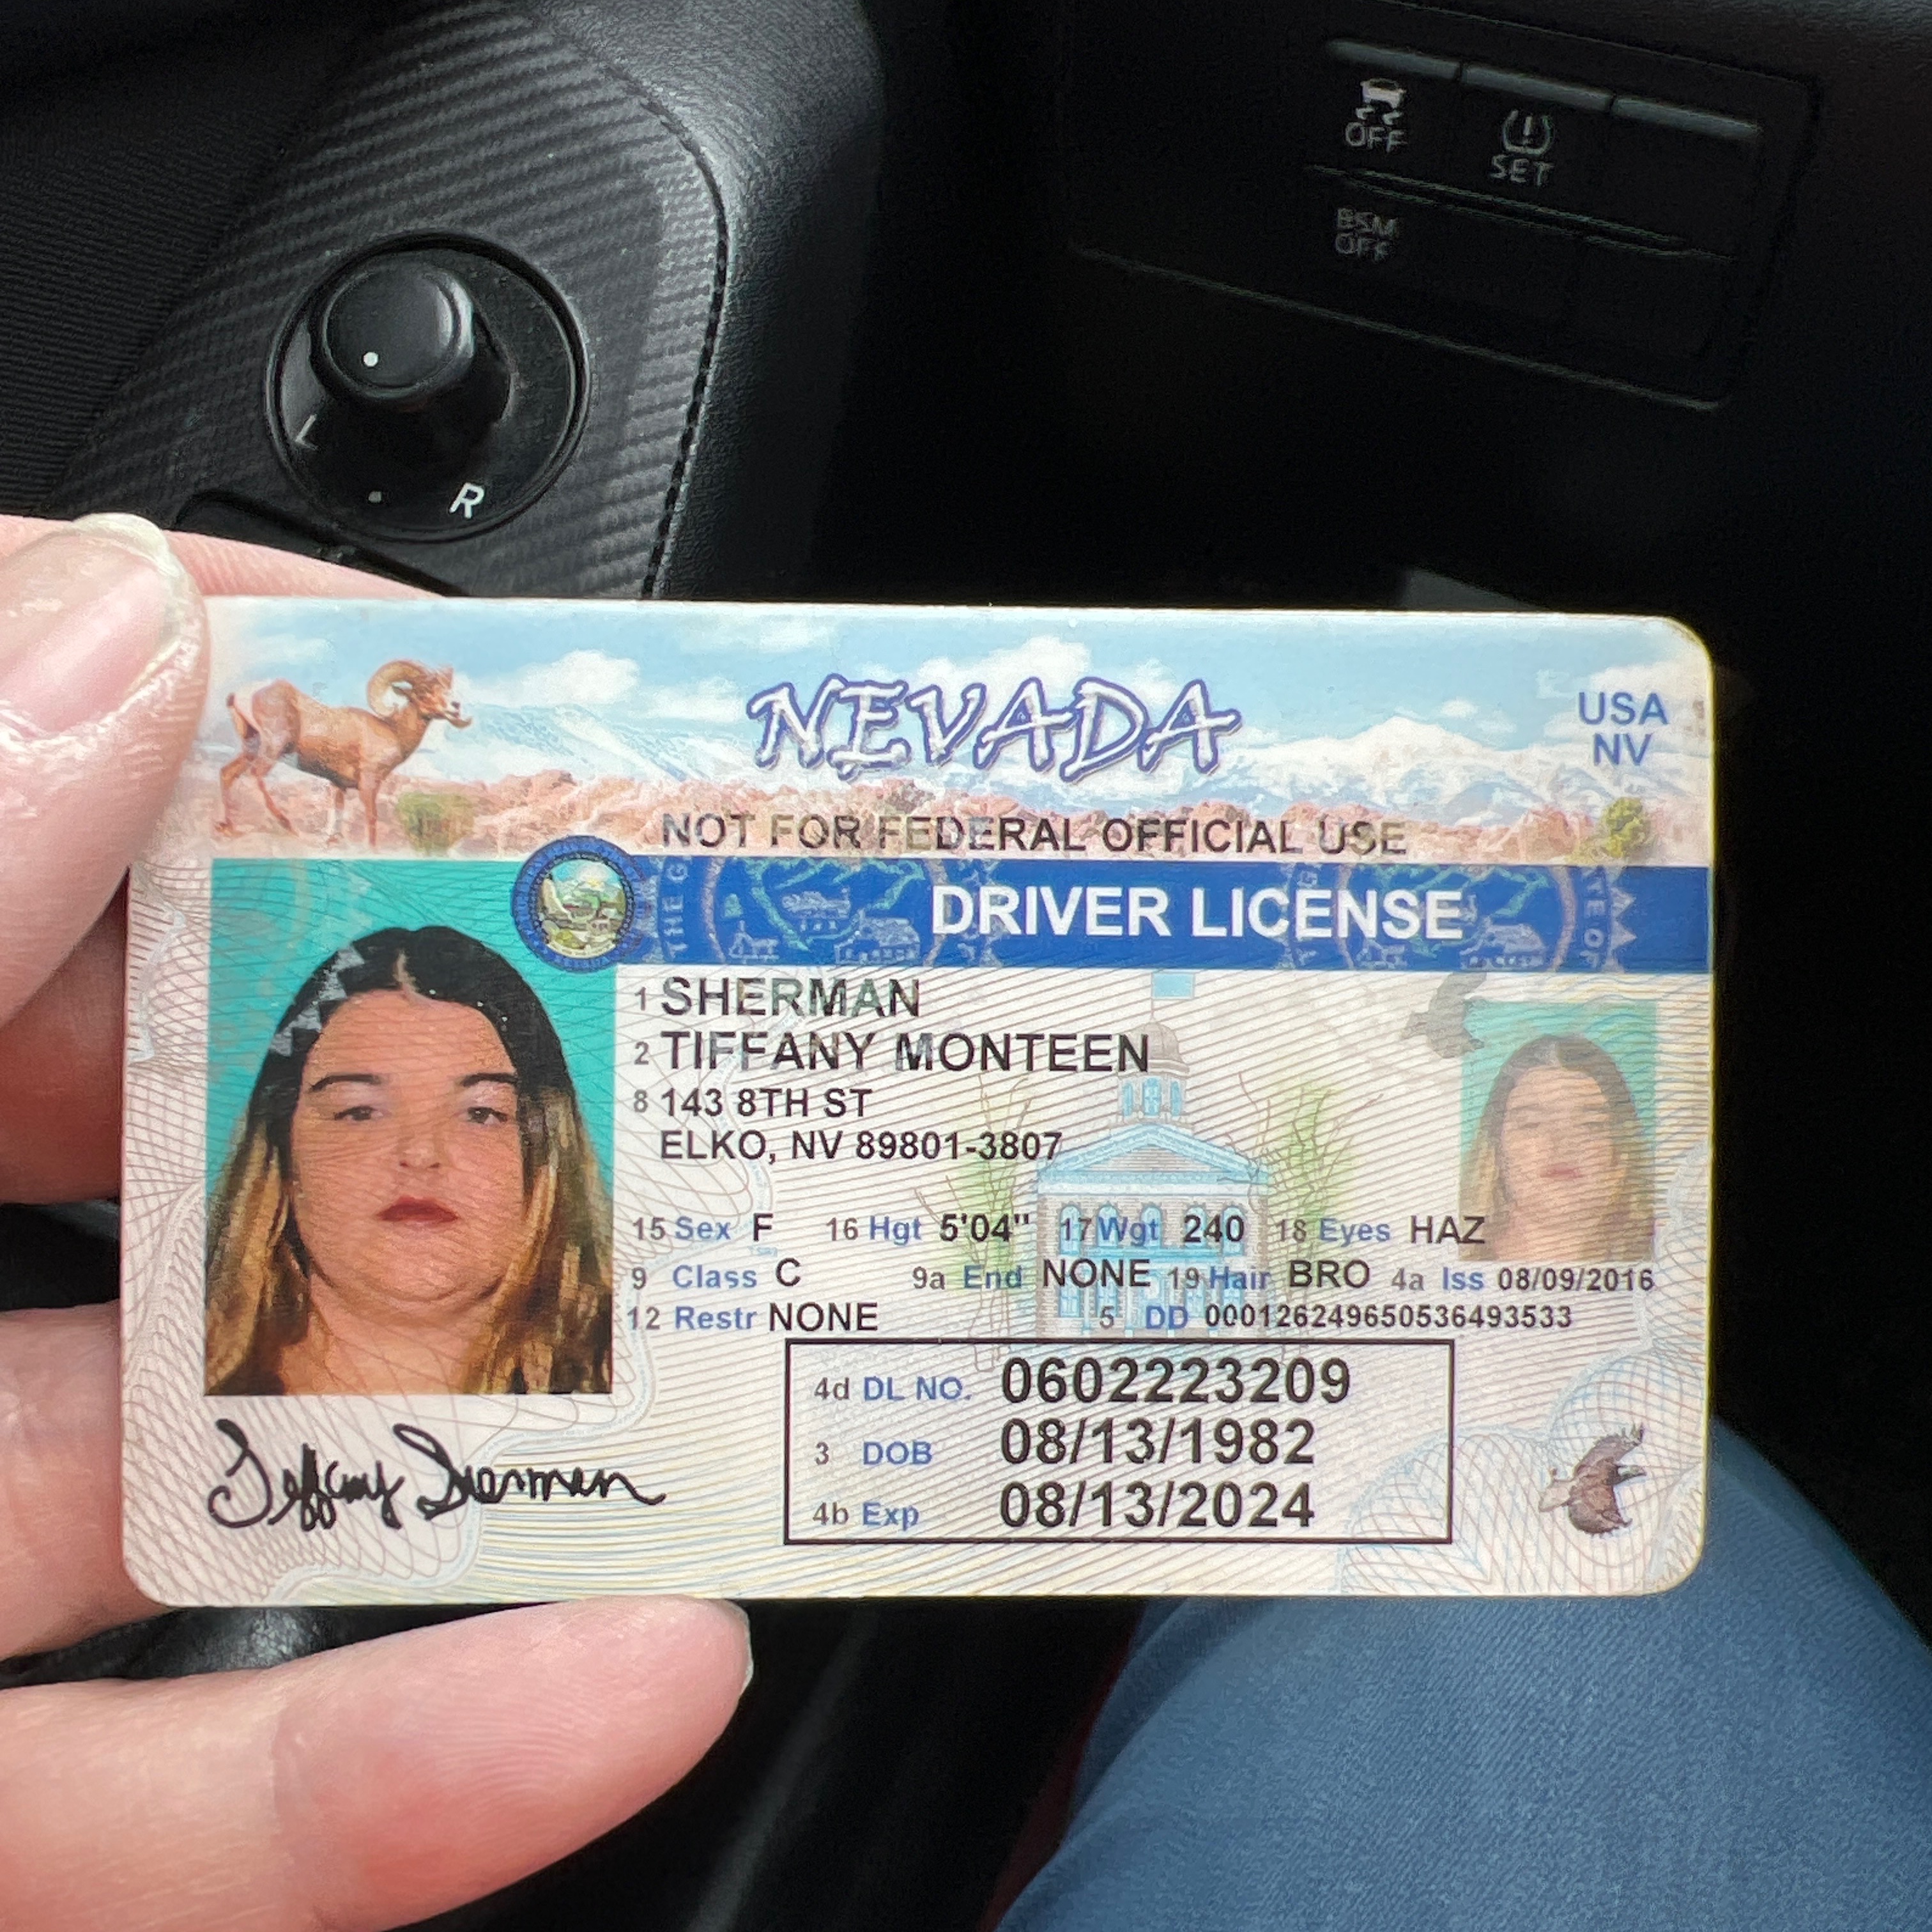 OFF
SET
BSM
OFF
L
R
NEVADA
USA
NV
NOT FOR FEDERAL OFFICIAL USE
DRIVER LICENSE
1 SHERMAN
2 TIFFANY MONTEEN
8 143 8TH ST
ELKO, NV 89801-3807
15 Sex F 16 Hgt 5'04" 17 Wgt 240 18 Eyes HAZ
9 Class C 9a End NONE 19 Hair BRO 4a Iss 08/09/2016
12 Restr NONE 5 DD 000126249650536493533
4d DL NO. 0602223209
3 DOB 08/13/1982
4b Exp 08/13/2024
Tiffany Sherman